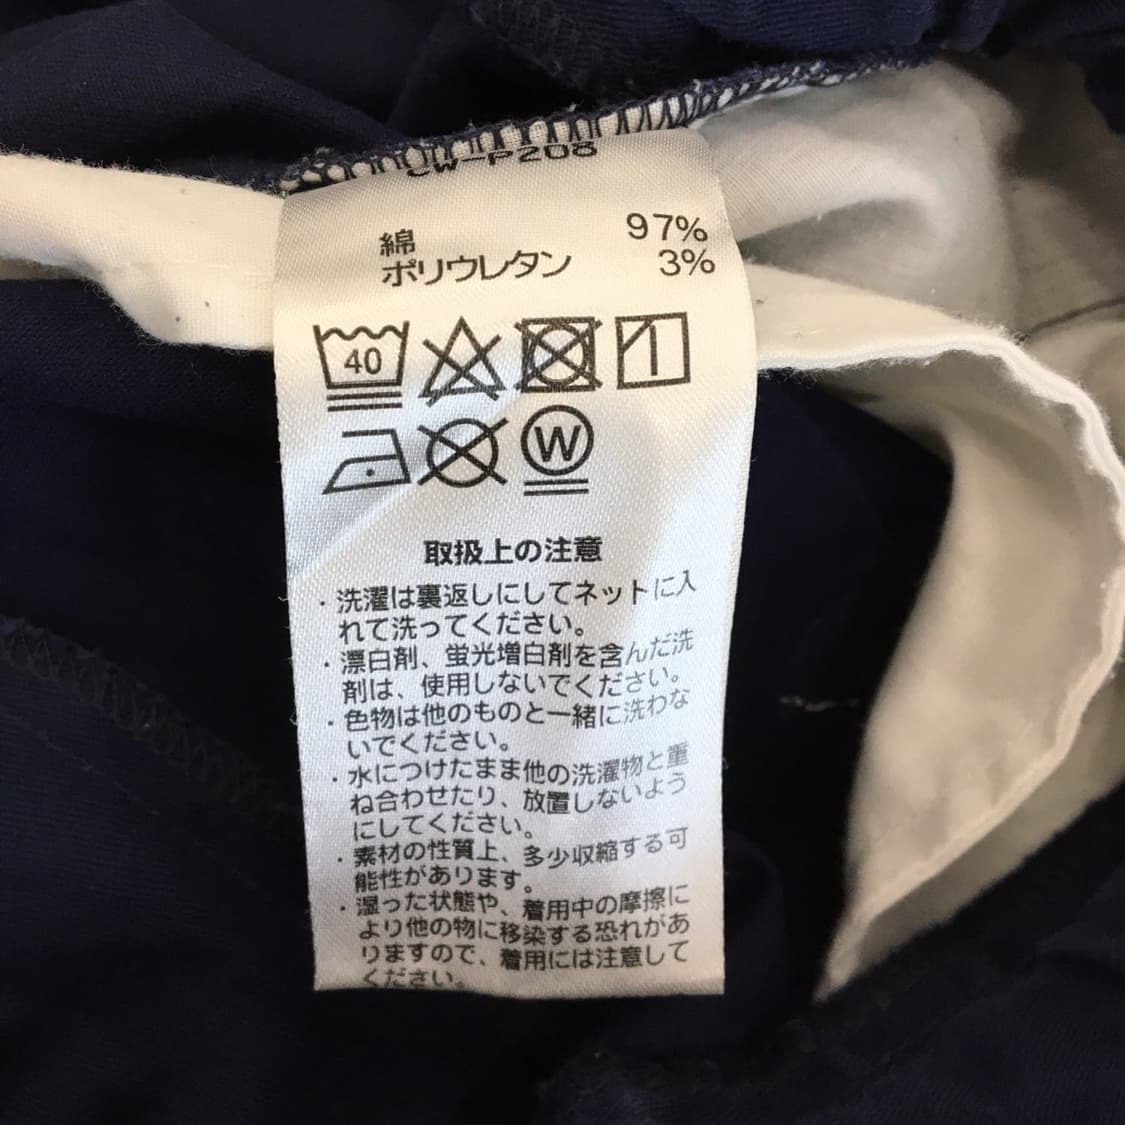 CW-P208
綿 97%
ポリウレタン 3%
40
W
取扱上の注意
・洗濯は裏返しにしてネットに入
れて洗ってください。
・漂白剤、蛍光増白剤を含んだ洗
剤は、使用しないでください。
・色物は他のものと一緒に洗わな
いでください。
・水につけたまま他の洗濯物と重
ね合わせたり、放置しないよう
にしてください。
・素材の性質上、多少収縮する可
能性があります。
・湿った状態や、着用中の摩擦に
より他の物に移染する恐れがあ
りますので、着用には注意して
ください。